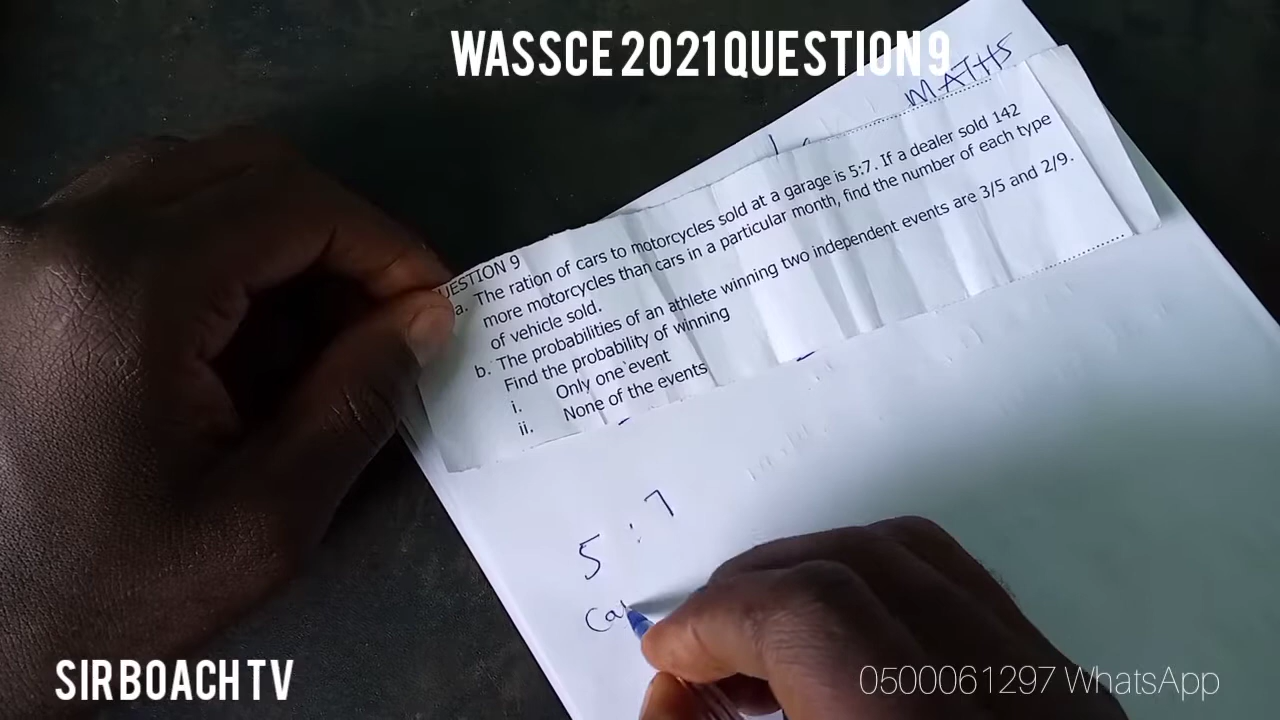 WASSCE 2021 QUESTION 9
MATHS
UESTION 9
a. The ration of cars to motorcycles sold at a garage is 5:7. If a dealer sold 142
more motorcycles than cars in a particular month, find the number of each type
of vehicle sold.
b. The probabilities of an athlete winning two independent events are 3/5 and 2/9.
Find the probability of winning
i. Only one event
ii. None of the events
5 : 7
Ca
SIR BOACH TV
0500061297 WhatsApp